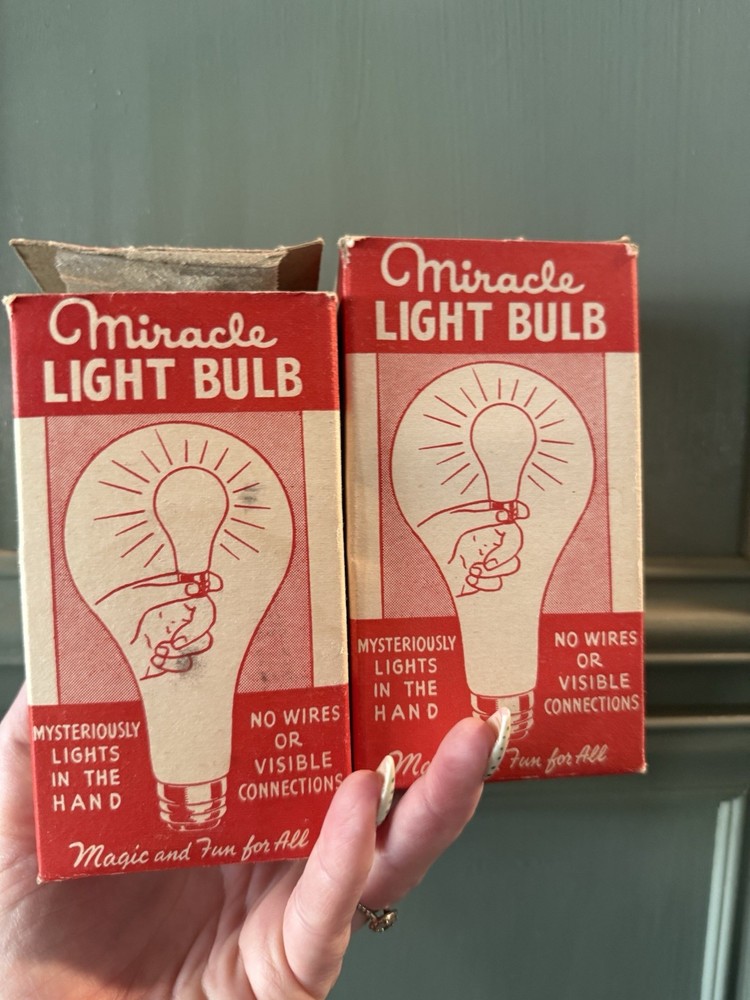 Miracle
LIGHT BULB
MYSTERIOUSLY
LIGHTS
IN THE
HAND
NO WIRES
OR
VISIBLE
CONNECTIONS
Magic and Fun for All
Miracle
LIGHT BULB
MYSTERIOUSLY
LIGHTS
IN THE
HAND
NO WIRES
OR
VISIBLE
CONNECTIONS
Fun for All